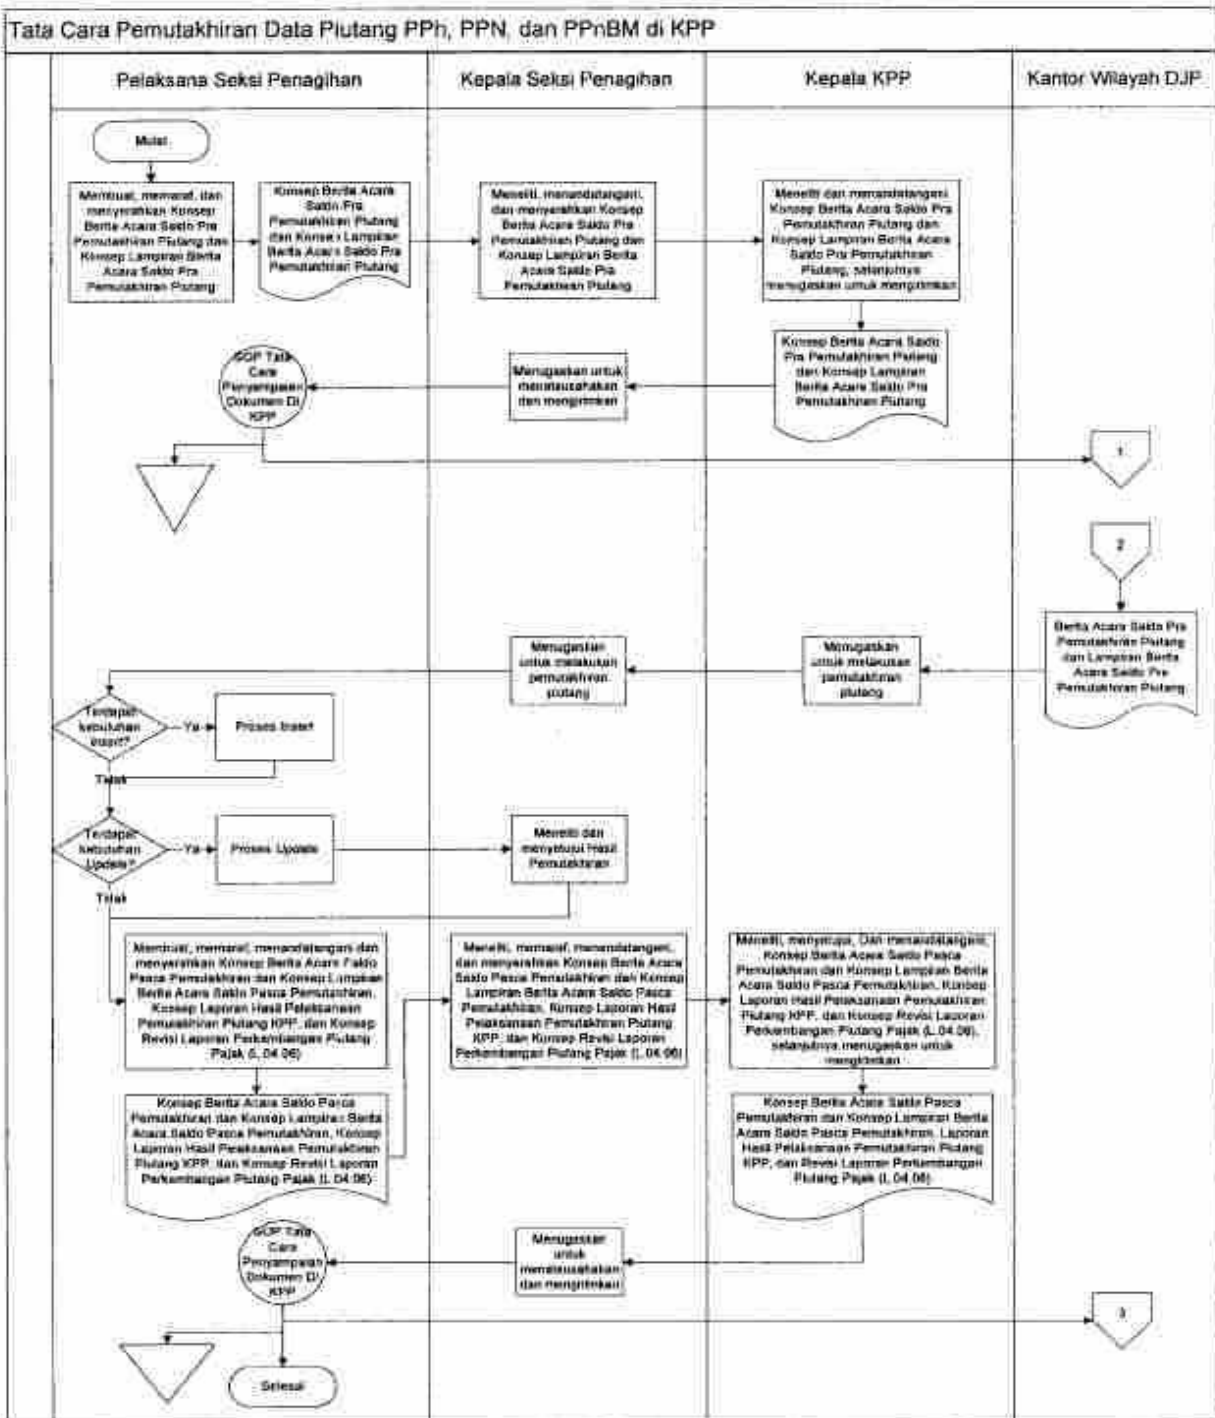 Tata Cara Pemutakhiran Data Piutang PPh, PPN, dan PPnBM di KPP
Pelaksana Seksi Penagihan
Kepala Seksi Penagihan
Kepala KPP
Kantor Wilayah DJP
Mulai
Membuat, memaraf, dan
menyerahkan Konsep
Berita Acara Saldo Pra
Pemutakhiran Piutang dan
Konsep Lampiran Berita
Acara Saldo Pra
Pemutakhiran Piutang
Konsep Berita Acara
Saldo Pra
Pemutakhiran Piutang
dan Konsep Lampiran
Berita Acara Saldo Pra
Pemutakhiran Piutang
Meneliti, menandatangani,
dan menyerahkan Konsep
Berita Acara Saldo Pra
Pemutakhiran Piutang dan
Konsep Lampiran Berita
Acara Saldo Pra
Pemutakhiran Piutang
Meneliti dan menandatangani
Konsep Berita Acara Saldo Pra
Pemutakhiran Piutang dan
Konsep Lampiran Berita Acara
Saldo Pra Pemutakhiran
Piutang, selanjutnya
menugaskan untuk mengirimkan
Konsep Berita Acara Saldo
Pra Pemutakhiran Piutang
dan Konsep Lampiran
Berita Acara Saldo Pra
Pemutakhiran Piutang
Menugaskan untuk
menatausahakan
dan mengirimkan
SOP Tata
Cara
Penyampaian
Dokumen Di
KPP
1
2
Berita Acara Saldo Pra
Pemutakhiran Piutang
dan Lampiran Berita
Acara Saldo Pra
Pemutakhiran Piutang
Menugaskan
untuk melakukan
pemutakhiran
piutang
Menugaskan
untuk melakukan
pemutakhiran
piutang
Terdapat
kebutuhan
Insert?
Ya
Proses Insert
Tidak
Terdapat
kebutuhan
Update?
Ya
Proses Update
Meneliti dan
menyetujui Hasil
Pemutakhiran
Tidak
Membuat, memaraf, menandatangani dan
menyerahkan Konsep Berita Acara Saldo
Pasca Pemutakhiran dan Konsep Lampiran
Berita Acara Saldo Pasca Pemutakhiran,
Konsep Laporan Hasil Pelaksanaan
Pemutakhiran Piutang KPP, dan Konsep
Revisi Laporan Perkembangan Piutang
Pajak (L.04.06)
Meneliti, memaraf, menandatangani,
dan menyerahkan Konsep Berita Acara
Saldo Pasca Pemutakhiran dan Konsep
Lampiran Berita Acara Saldo Pasca
Pemutakhiran, Konsep Laporan Hasil
Pelaksanaan Pemutakhiran Piutang
KPP, dan Konsep Revisi Laporan
Perkembangan Piutang Pajak (L.04.06)
Meneliti, menyetujui, Dan menandatangani,
Konsep Berita Acara Saldo Pasca
Pemutakhiran dan Konsep Lampiran Berita
Acara Saldo Pasca Pemutakhiran, Konsep
Laporan Hasil Pelaksanaan Pemutakhiran
Piutang KPP, dan Konsep Revisi Laporan
Perkembangan Piutang Pajak (L.04.06),
selanjutnya menugaskan untuk
mengirimkan
Konsep Berita Acara Saldo Pasca
Pemutakhiran dan Konsep Lampiran Berita
Acara Saldo Pasca Pemutakhiran, Konsep
Laporan Hasil Pelaksanaan Pemutakhiran
Piutang KPP, dan Konsep Revisi Laporan
Perkembangan Piutang Pajak (L.04.06)
Konsep Berita Acara Saldo Pasca
Pemutakhiran dan Konsep Lampiran Berita
Acara Saldo Pasca Pemutakhiran, Laporan
Hasil Pelaksanaan Pemutakhiran Piutang
KPP, dan Revisi Laporan Perkembangan
Piutang Pajak (L.04.06)
SOP Tata
Cara
Penyampaian
Dokumen Di
KPP
Menugaskan
untuk
menatausahakan
dan mengirimkan
3
Selesai